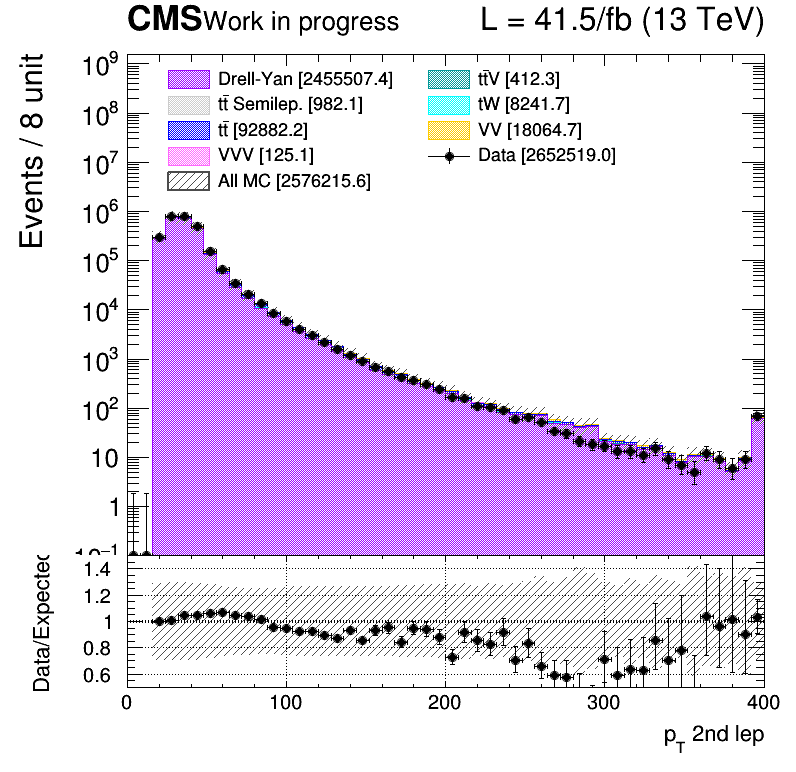 CMS Work in progress L = 41.5/fb (13 TeV)
Events / 8 unit
10⁹
10⁸
10⁷
10⁶
10⁵
10⁴
10³
10²
10
1
10⁻¹
Drell-Yan [2455507.4]
tt̄ Semilep. [982.1]
tt̄ [92882.2]
VVV [125.1]
All MC [2576215.6]
tt̄V [412.3]
tW [8241.7]
VV [18064.7]
Data [2652519.0]
Data/Expected
1.4
1.2
1
0.8
0.6
0 100 200 300 400
p_T 2nd lep